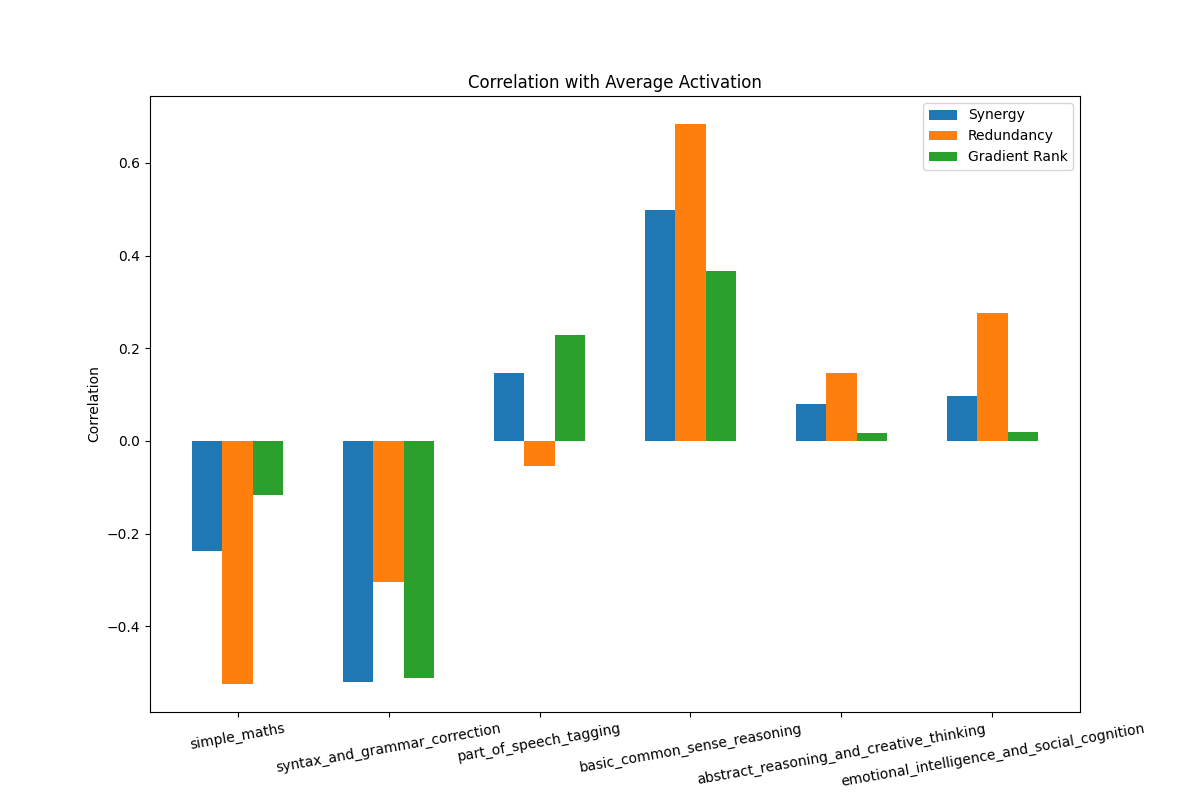 Correlation with Average Activation
Synergy
Redundancy
Gradient Rank
Correlation
0.6
0.4
0.2
0.0
−0.2
−0.4
simple_maths
syntax_and_grammar_correction
part_of_speech_tagging
basic_common_sense_reasoning
abstract_reasoning_and_creative_thinking
emotional_intelligence_and_social_cognition